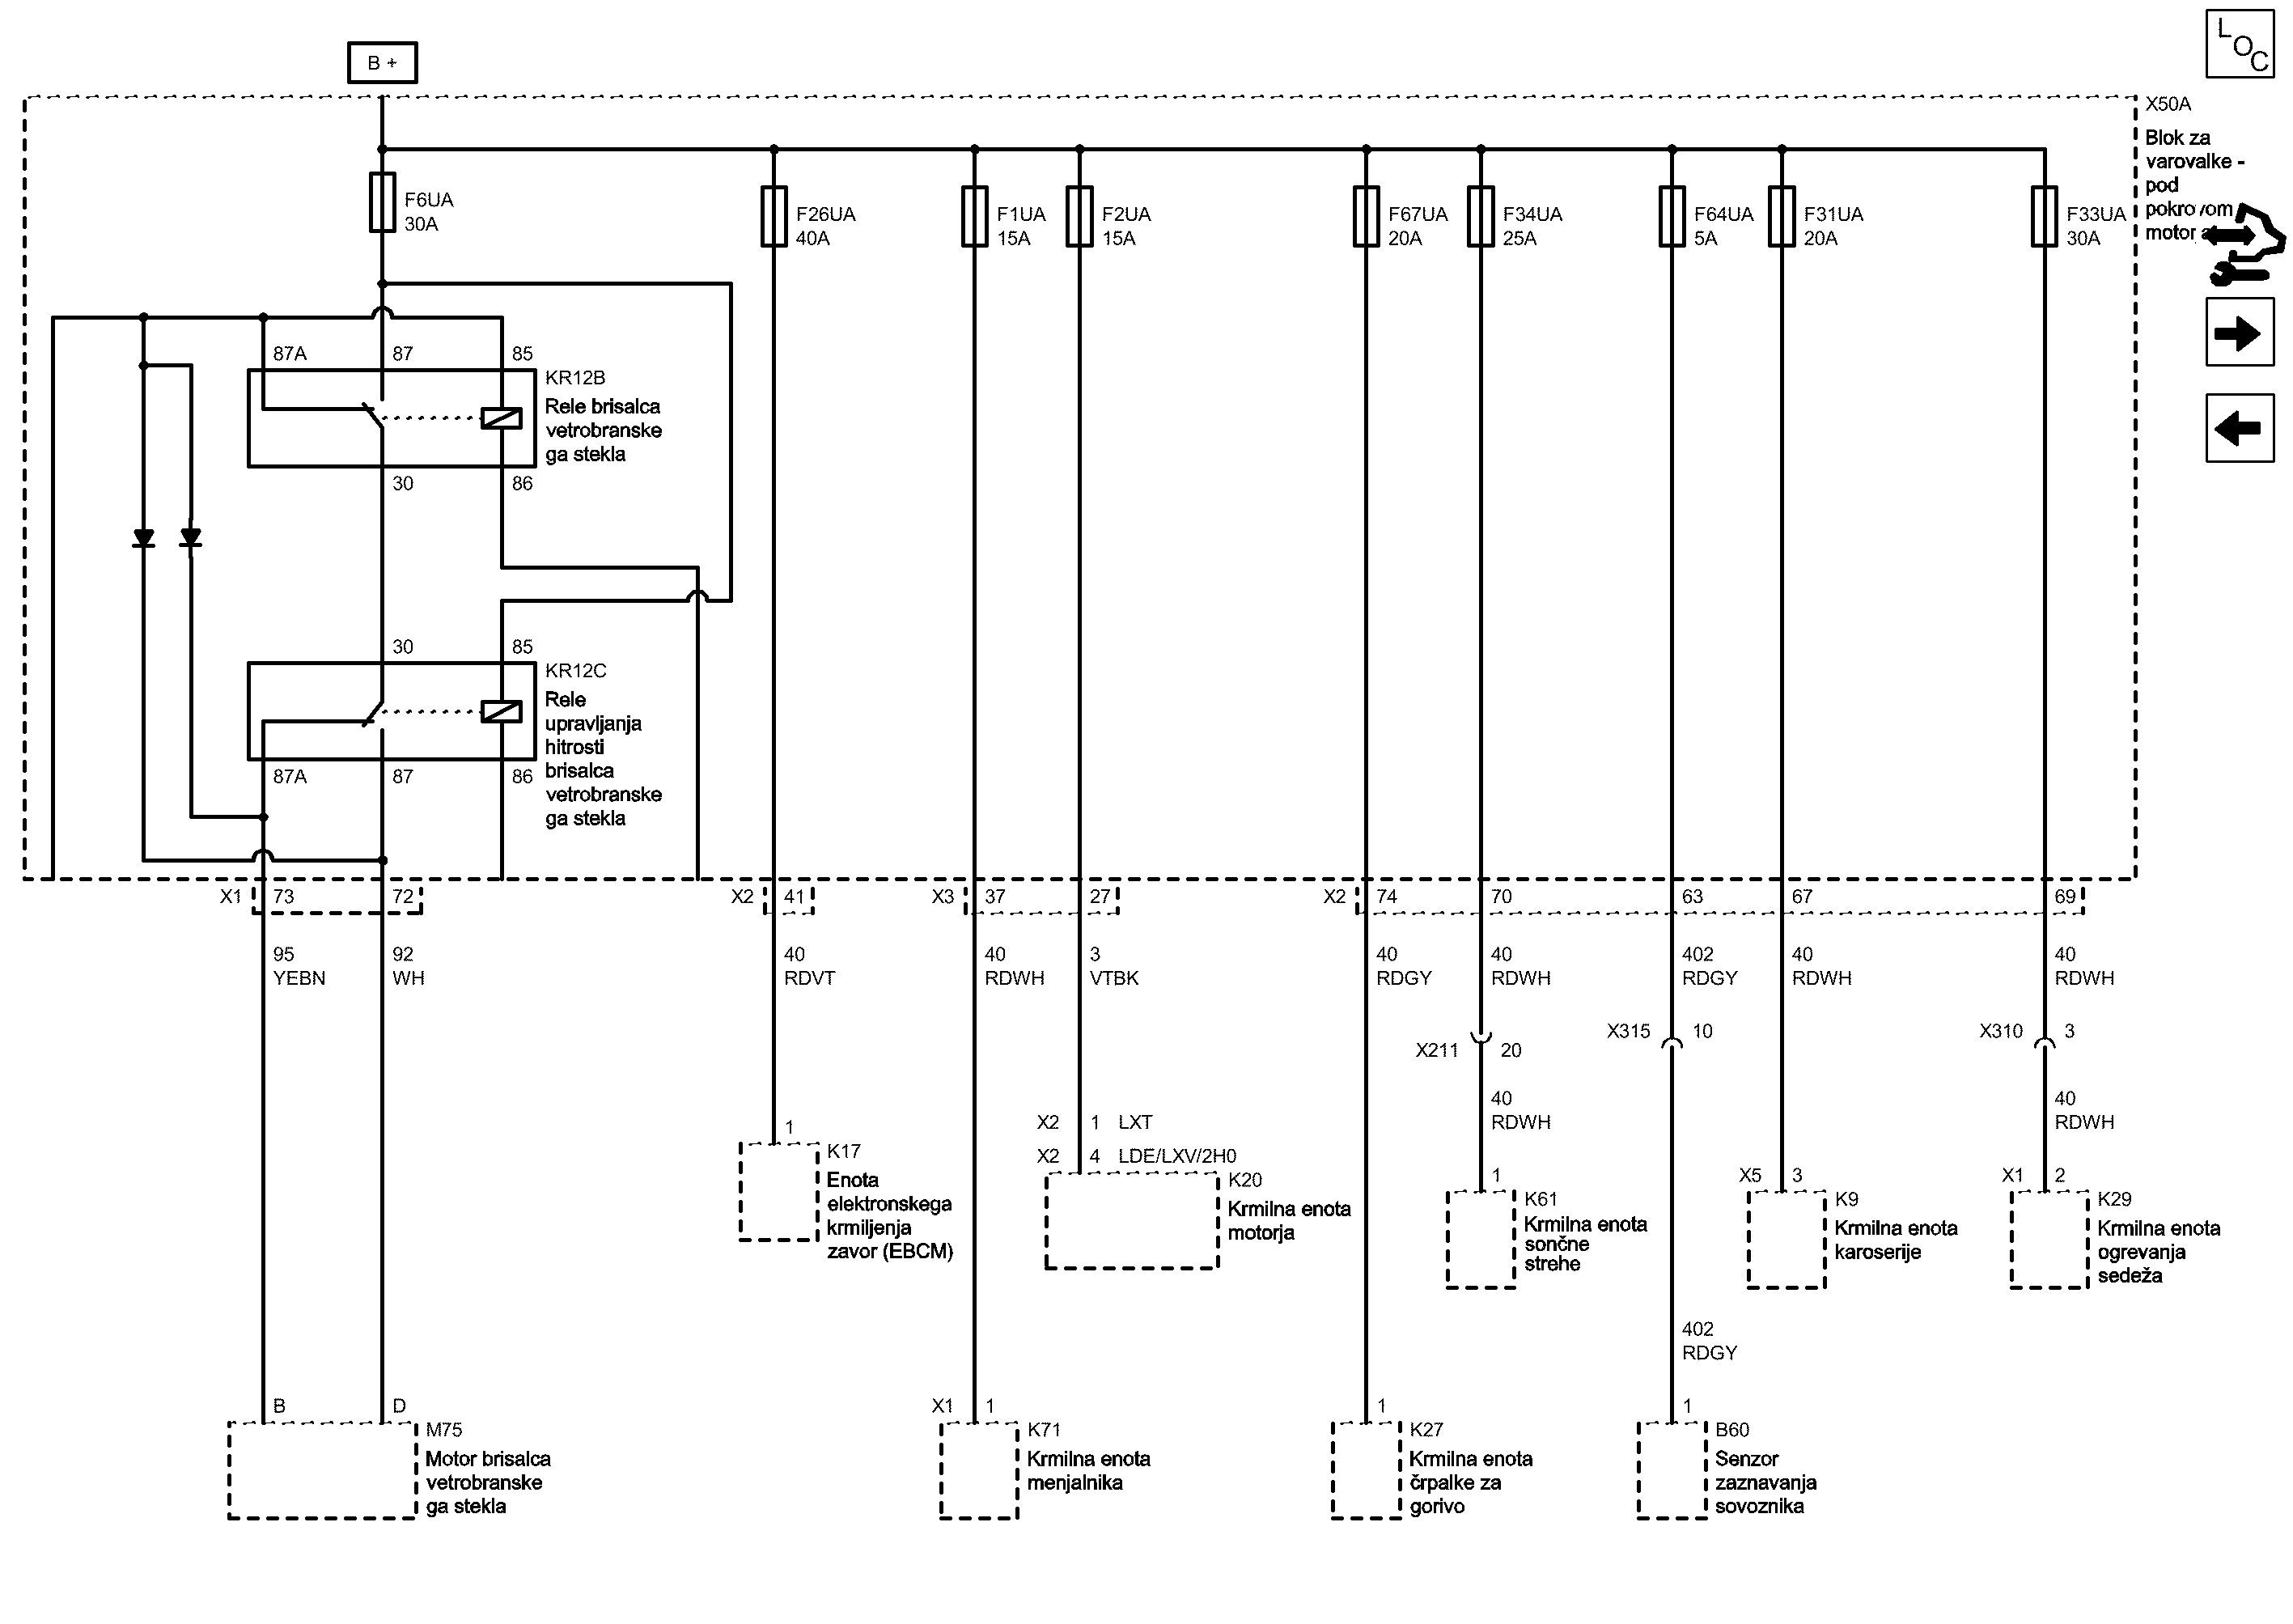 LOC
B +
X50A
Blok za
varovalke -
pod
pokrovom
motorja
F6UA
30A
F26UA
40A
F1UA
15A
F2UA
15A
F67UA
20A
F34UA
25A
F64UA
5A
F31UA
20A
F33UA
30A
87A 87 85
KR12B
Rele brisalca
vetrobranske
ga stekla
30 86
30 85
KR12C
Rele
upravljanja
hitrosti
brisalca
vetrobranske
ga stekla
87A 87 86
X1 73 72 X2 41 X3 37 27 X2 74 70 63 67 69
95 92 40 40 3 40 40 402 40 40
YEBN WH RDVT RDWH VTBK RDGY RDWH RDGY RDWH RDWH
X211 20
X315 10
X310 3
40
RDWH
40
RDWH
1
K17
Enota
elektronskega
krmiljenja
zavor (EBCM)
X2 1 LXT
X2 4 LDE/LXV/2H0
K20
Krmilna enota
motorja
1
K61
Krmilna enota
sončne
strehe
X5 3
K9
Krmilna enota
karoserije
X1 2
K29
Krmilna enota
ogrevanja
sedeža
402
RDGY
B D
M75
Motor brisalca
vetrobranske
ga stekla
X1 1
K71
Krmilna enota
menjalnika
1
K27
Krmilna enota
črpalke za
gorivo
1
B60
Senzor
zaznavanja
sovoznika